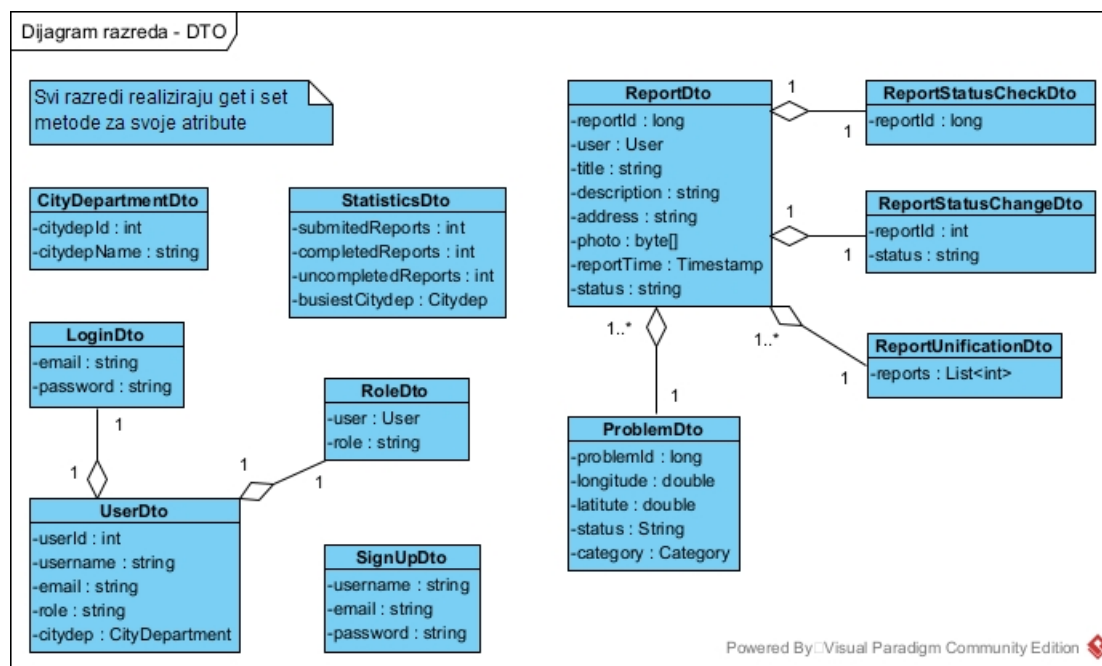 Dijagram razreda - DTO
Svi razredi realiziraju get i set
metode za svoje atribute
CityDepartmentDto
-citydepId : int
-citydepName : string
StatisticsDto
-submitedReports : int
-completedReports : int
-uncompletedReports : int
-busiestCitydep : Citydep
LoginDto
-email : string
-password : string
1
1
RoleDto
-user : User
-role : string
1
1
UserDto
-userId : int
-username : string
-email : string
-role : string
-citydep : CityDepartment
SignUpDto
-username : string
-email : string
-password : string
ReportDto
-reportId : long
-user : User
-title : string
-description : string
-address : string
-photo : byte[]
-reportTime : Timestamp
-status : string
1
1
ReportStatusCheckDto
-reportId : long
1
1
ReportStatusChangeDto
-reportId : int
-status : string
1..*
1
ReportUnificationDto
-reports : List<int>
1..*
1
ProblemDto
-problemId : long
-longitude : double
-latitute : double
-status : String
-category : Category
Powered By Visual Paradigm Community Edition